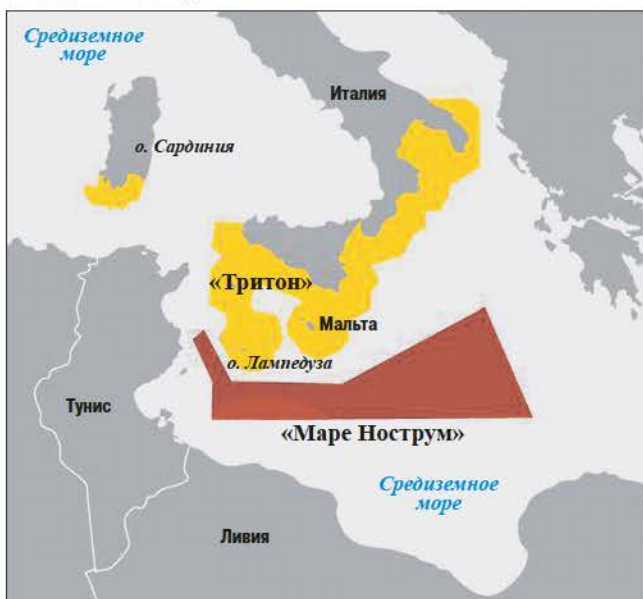 Средиземное
море
Италия
о. Сардиния
«Тритон»
Мальта
о. Лампедуза
Тунис
«Маре Нострум»
Средиземное
море
Ливия